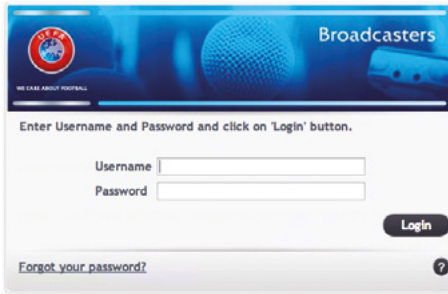 UEFA
Broadcasters
WE CARE ABOUT FOOTBALL
Enter Username and Password and click on 'Login' button.
Username
Password
Login
Forgot your password?
?